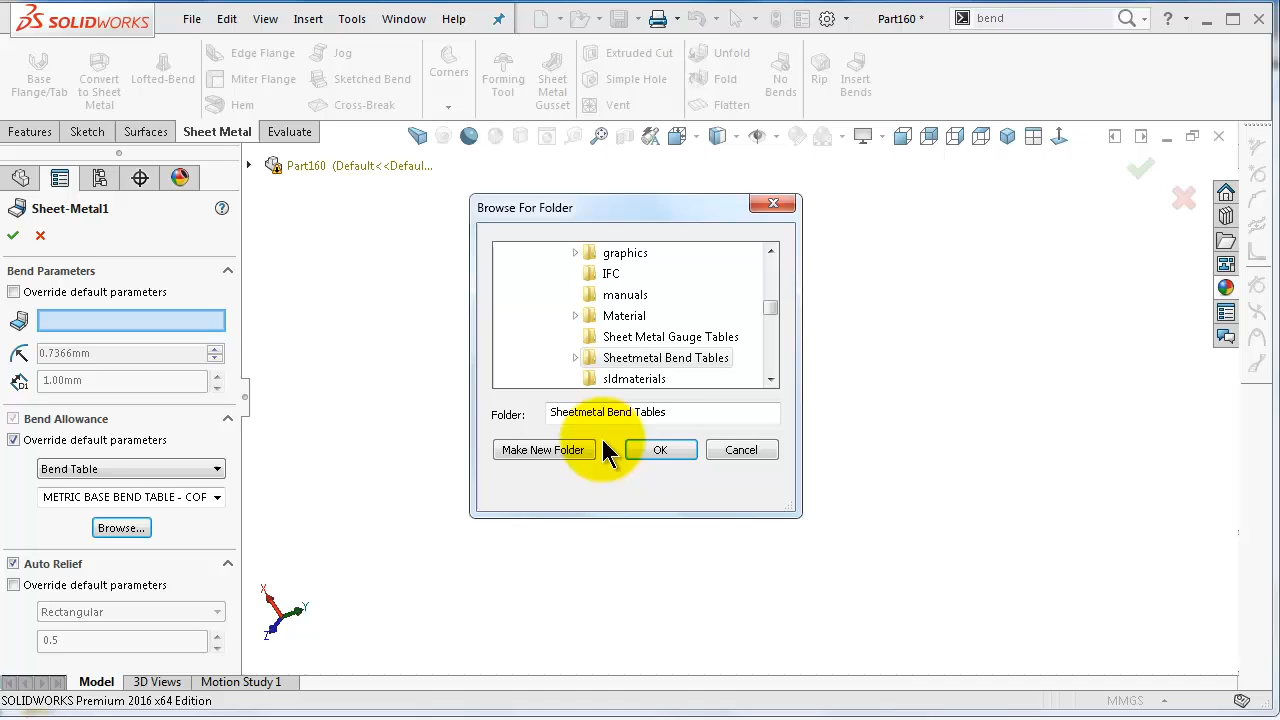 SOLIDWORKS
File Edit View Insert Tools Window Help
Part160 *
bend
?
Base Flange/Tab
Convert to Sheet Metal
Lofted-Bend
Edge Flange
Miter Flange
Hem
Jog
Sketched Bend
Cross-Break
Corners
Forming Tool
Sheet Metal Gusset
Extruded Cut
Simple Hole
Vent
Unfold
Fold
Flatten
No Bends
Rip
Insert Bends
Features Sketch Surfaces Sheet Metal Evaluate
Part160 (Default<<Defaul...
Sheet-Metal1
?
Bend Parameters
Override default parameters
0.7366mm
1.00mm
Bend Allowance
Override default parameters
Bend Table
METRIC BASE BEND TABLE - COF
Browse...
Auto Relief
Override default parameters
Rectangular
0.5
Browse For Folder
graphics
IFC
manuals
Material
Sheet Metal Gauge Tables
Sheetmetal Bend Tables
sldmaterials
Folder: Sheetmetal Bend Tables
Make New Folder OK Cancel
X
Y
Z
Model 3D Views Motion Study 1
SOLIDWORKS Premium 2016 x64 Edition
MMGS